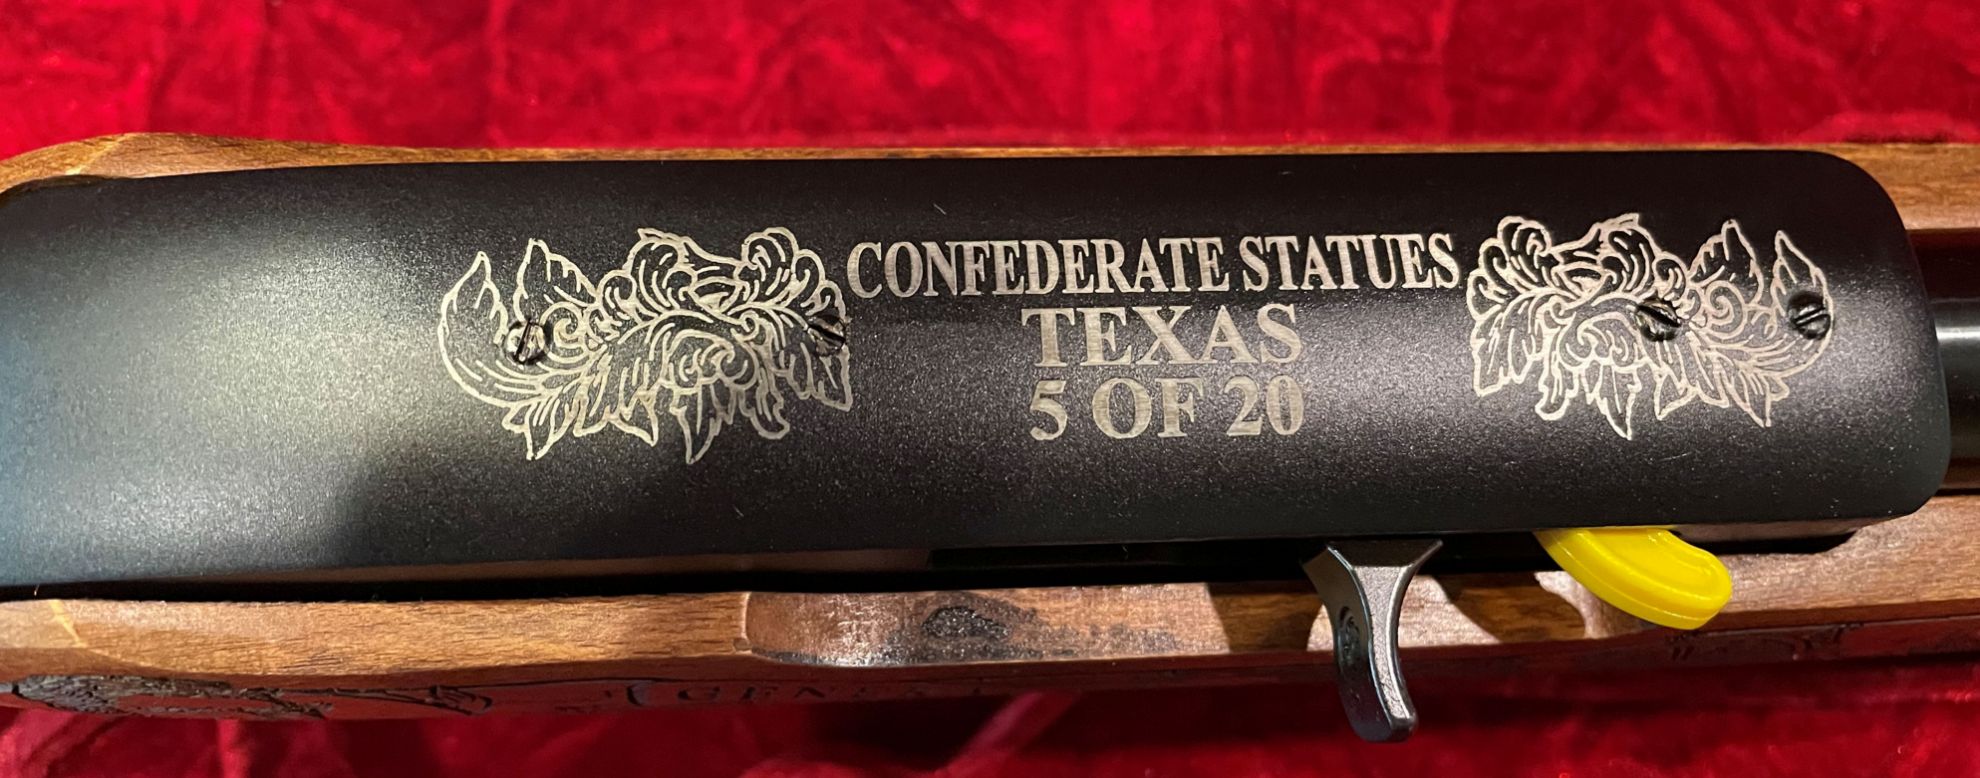 CONFEDERATE STATUES
TEXAS
5 OF 20